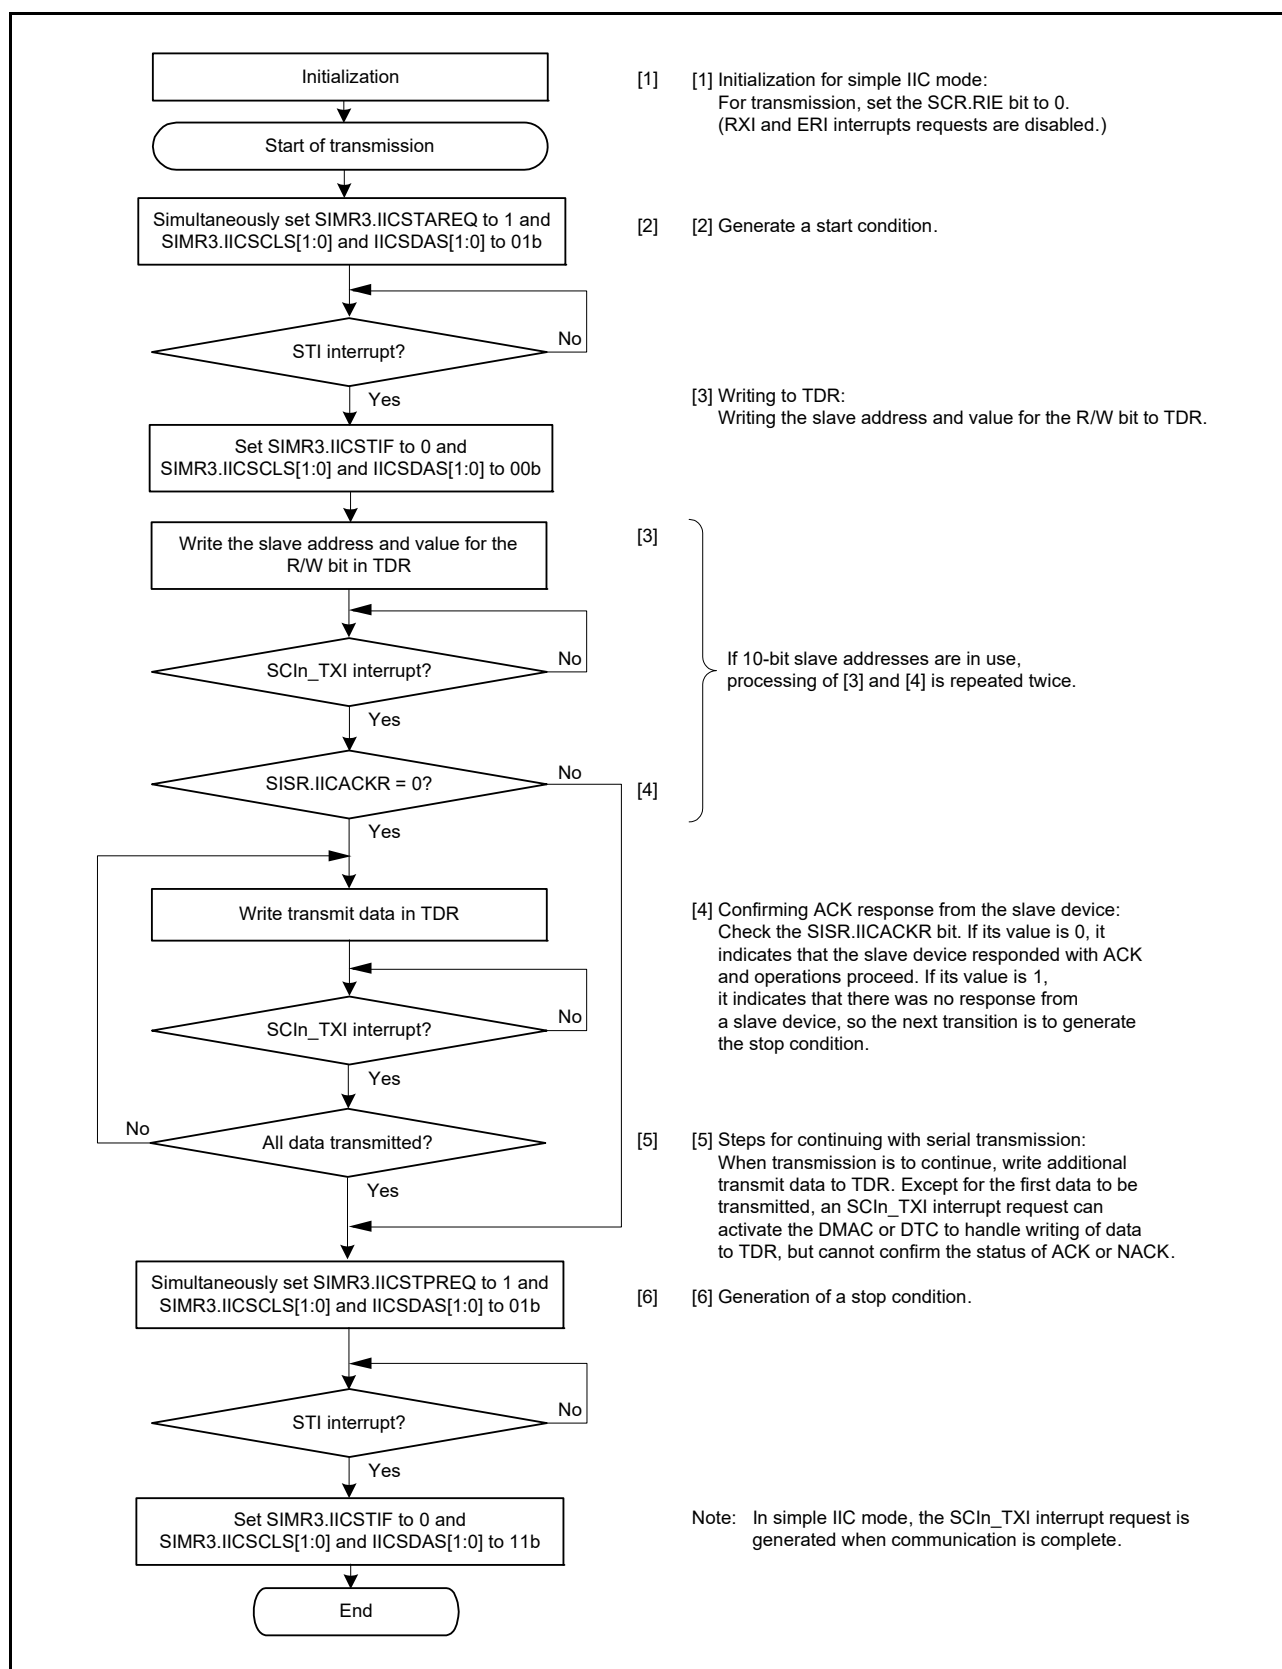 Initialization
[1]
[1] Initialization for simple IIC mode:
For transmission, set the SCR.RIE bit to 0.
(RXI and ERI interrupts requests are disabled.)
Start of transmission
Simultaneously set SIMR3.IICSTAREQ to 1 and
SIMR3.IICSCLS[1:0] and IICSDAS[1:0] to 01b
[2]
[2] Generate a start condition.
STI interrupt?
No
Yes
[3] Writing to TDR:
Writing the slave address and value for the R/W bit to TDR.
Set SIMR3.IICSTIF to 0 and
SIMR3.IICSCLS[1:0] and IICSDAS[1:0] to 00b
Write the slave address and value for the
R/W bit in TDR
[3]
SCIn_TXI interrupt?
No
Yes
If 10-bit slave addresses are in use,
processing of [3] and [4] is repeated twice.
SISR.IICACKR = 0?
No
[4]
Yes
Write transmit data in TDR
[4] Confirming ACK response from the slave device:
Check the SISR.IICACKR bit. If its value is 0, it
indicates that the slave device responded with ACK
and operations proceed. If its value is 1,
it indicates that there was no response from
a slave device, so the next transition is to generate
the stop condition.
SCIn_TXI interrupt?
No
Yes
No
All data transmitted?
Yes
[5]
[5] Steps for continuing with serial transmission:
When transmission is to continue, write additional
transmit data to TDR. Except for the first data to be
transmitted, an SCIn_TXI interrupt request can
activate the DMAC or DTC to handle writing of data
to TDR, but cannot confirm the status of ACK or NACK.
Simultaneously set SIMR3.IICSTPREQ to 1 and
SIMR3.IICSCLS[1:0] and IICSDAS[1:0] to 01b
[6]
[6] Generation of a stop condition.
STI interrupt?
No
Yes
Set SIMR3.IICSTIF to 0 and
SIMR3.IICSCLS[1:0] and IICSDAS[1:0] to 11b
Note: In simple IIC mode, the SCIn_TXI interrupt request is
generated when communication is complete.
End